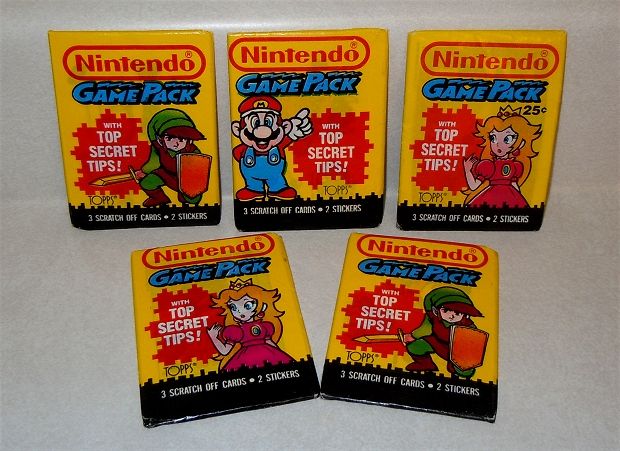 Nintendo®
GAME PACK
WITH
TOP
SECRET
TIPS!
TOPPS®
3 SCRATCH OFF CARDS • 2 STICKERS
Nintendo®
GAME PACK
WITH
TOP
SECRET
TIPS!
TOPPS®
3 SCRATCH OFF CARDS • 2 STICKERS
Nintendo®
GAME PACK
25¢
WITH
TOP
SECRET
TIPS!
TOPPS®
3 SCRATCH OFF CARDS • 2 STICKERS
Nintendo®
GAME PACK
WITH
TOP
SECRET
TIPS!
TOPPS®
3 SCRATCH OFF CARDS • 2 STICKERS
Nintendo®
GAME PACK
WITH
TOP
SECRET
TIPS!
TOPPS®
3 SCRATCH OFF CARDS • 2 STICKERS